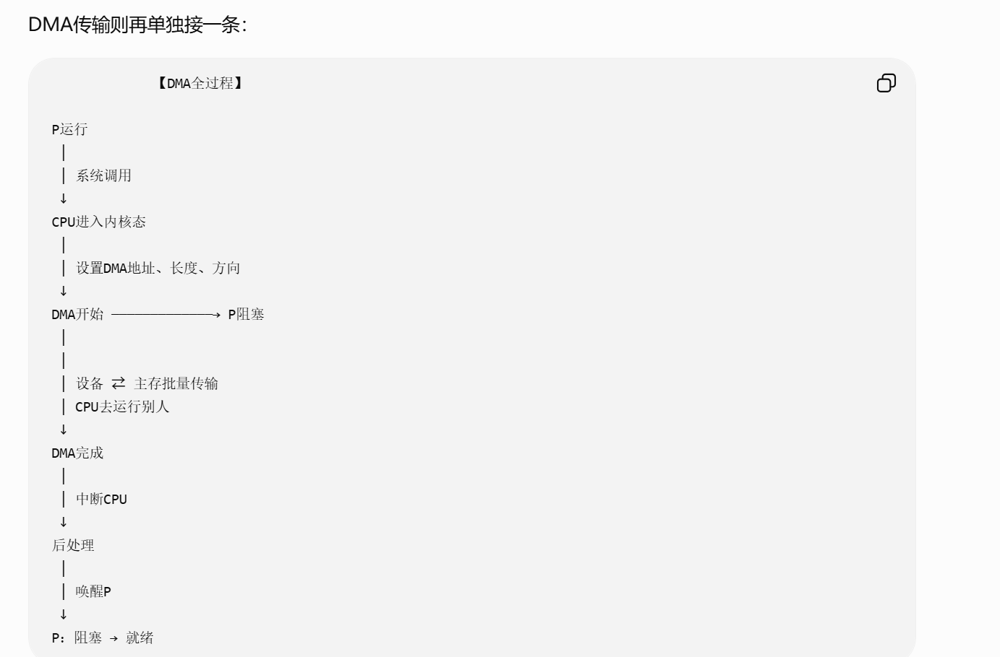 DMA传输则再单独接一条：
【DMA全过程】
P运行
│
│ 系统调用
↓
CPU进入内核态
│
│ 设置DMA地址、长度、方向
↓
DMA开始 ─────────────→ P阻塞
│
│
│ 设备 ⇄ 主存批量传输
│ CPU去运行别人
↓
DMA完成
│
│ 中断CPU
↓
后处理
│
│ 唤醒P
↓
P：阻塞 → 就绪